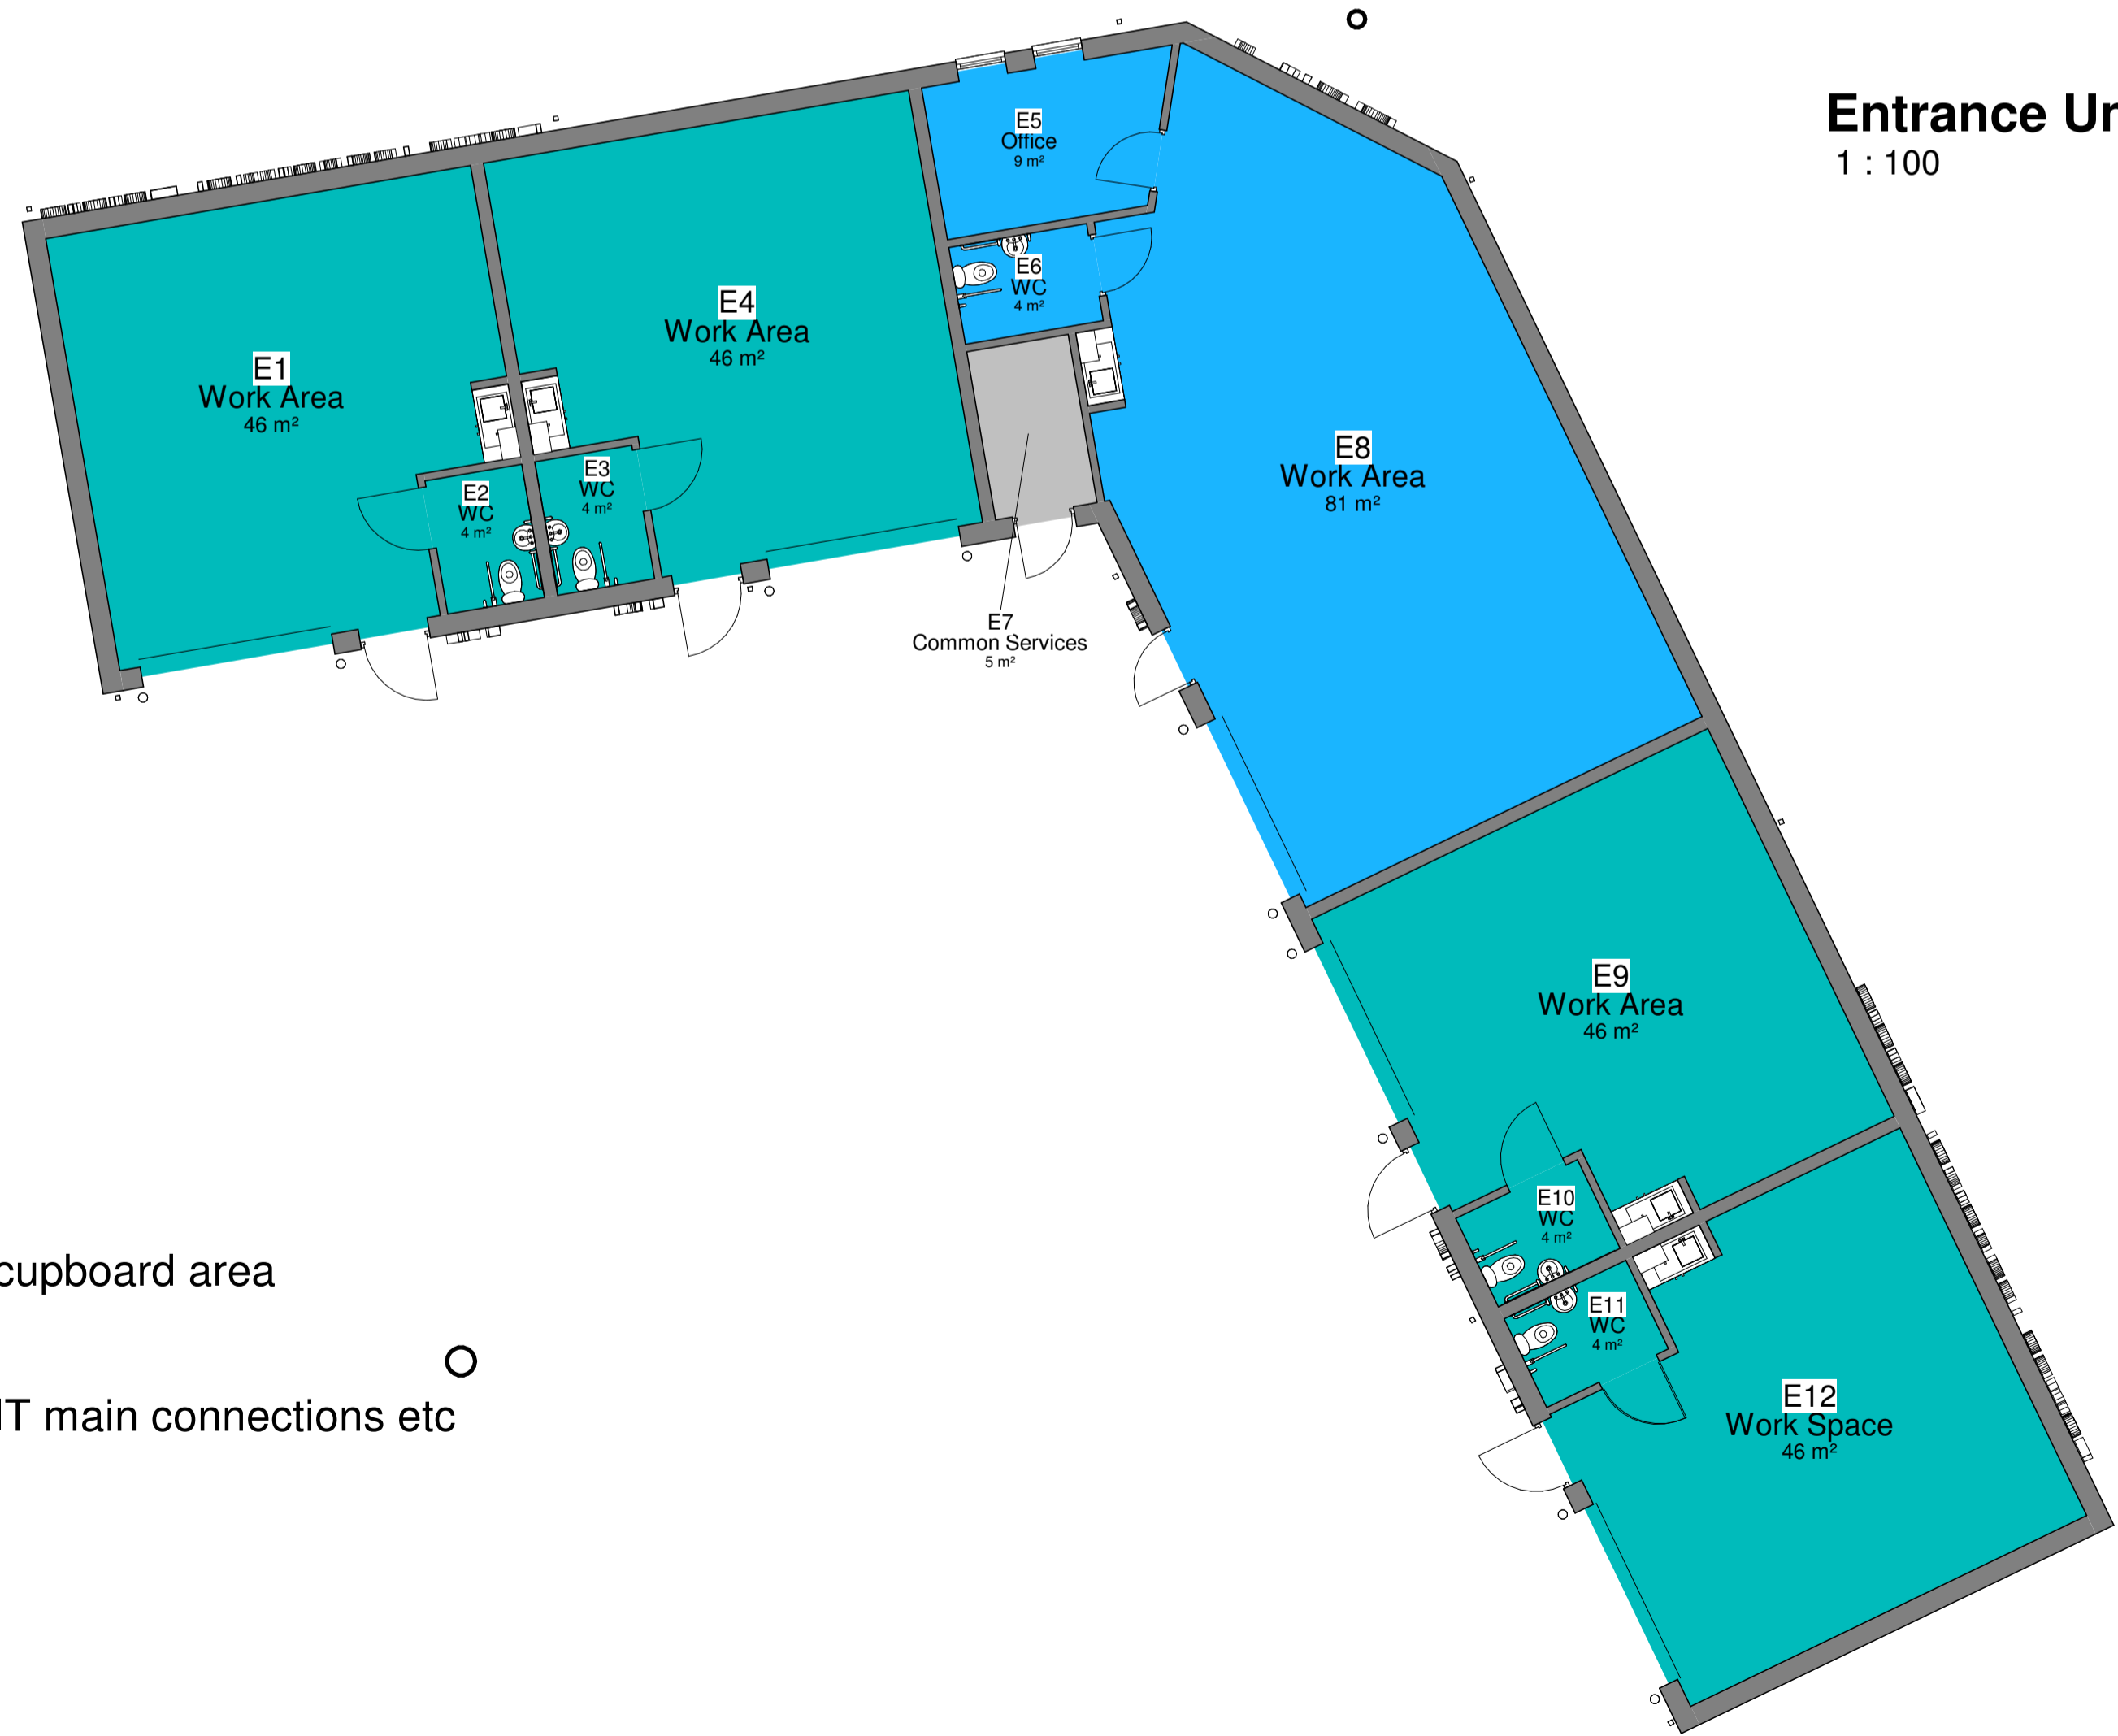 Entrance Un
1 : 100
E5
Office
9 m²
E6
WC
4 m²
E4
Work Area
46 m²
E1
Work Area
46 m²
E8
Work Area
81 m²
E3
WC
4 m²
E2
WC
4 m²
E7
Common Services
5 m²
E9
Work Area
46 m²
E10
WC
4 m²
E11
WC
4 m²
E12
Work Space
46 m²
cupboard area
IT main connections etc